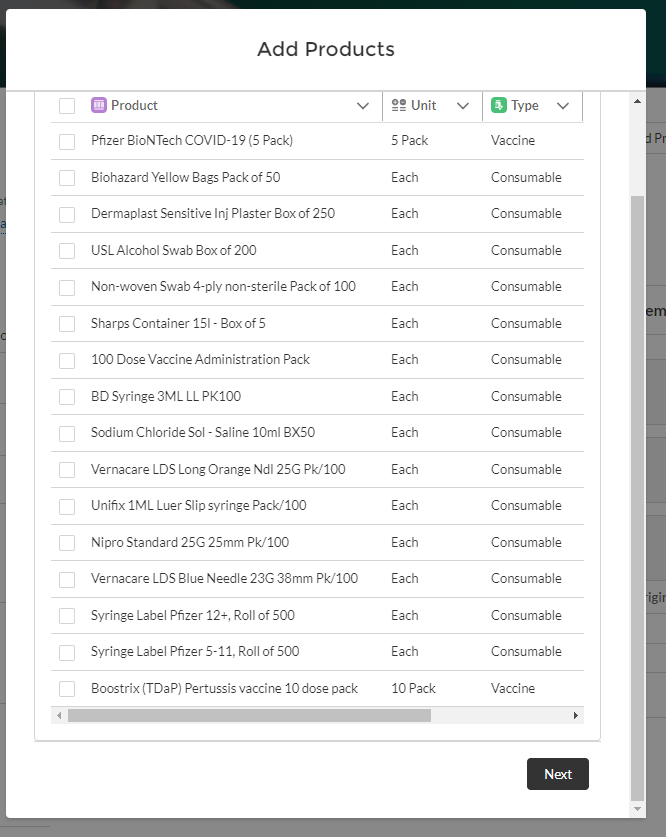 Add Products
Product Unit Type
Pfizer BioNTech COVID-19 (5 Pack) 5 Pack Vaccine
Biohazard Yellow Bags Pack of 50 Each Consumable
Dermaplast Sensitive Inj Plaster Box of 250 Each Consumable
USL Alcohol Swab Box of 200 Each Consumable
Non-woven Swab 4-ply non-sterile Pack of 100 Each Consumable
Sharps Container 15l - Box of 5 Each Consumable
100 Dose Vaccine Administration Pack Each Consumable
BD Syringe 3ML LL PK100 Each Consumable
Sodium Chloride Sol - Saline 10ml BX50 Each Consumable
Vernacare LDS Long Orange Ndl 25G Pk/100 Each Consumable
Unifix 1ML Luer Slip syringe Pack/100 Each Consumable
Nipro Standard 25G 25mm Pk/100 Each Consumable
Vernacare LDS Blue Needle 23G 38mm Pk/100 Each Consumable
Syringe Label Pfizer 12+, Roll of 500 Each Consumable
Syringe Label Pfizer 5-11, Roll of 500 Each Consumable
Boostrix (TDaP) Pertussis vaccine 10 dose pack 10 Pack Vaccine
Next